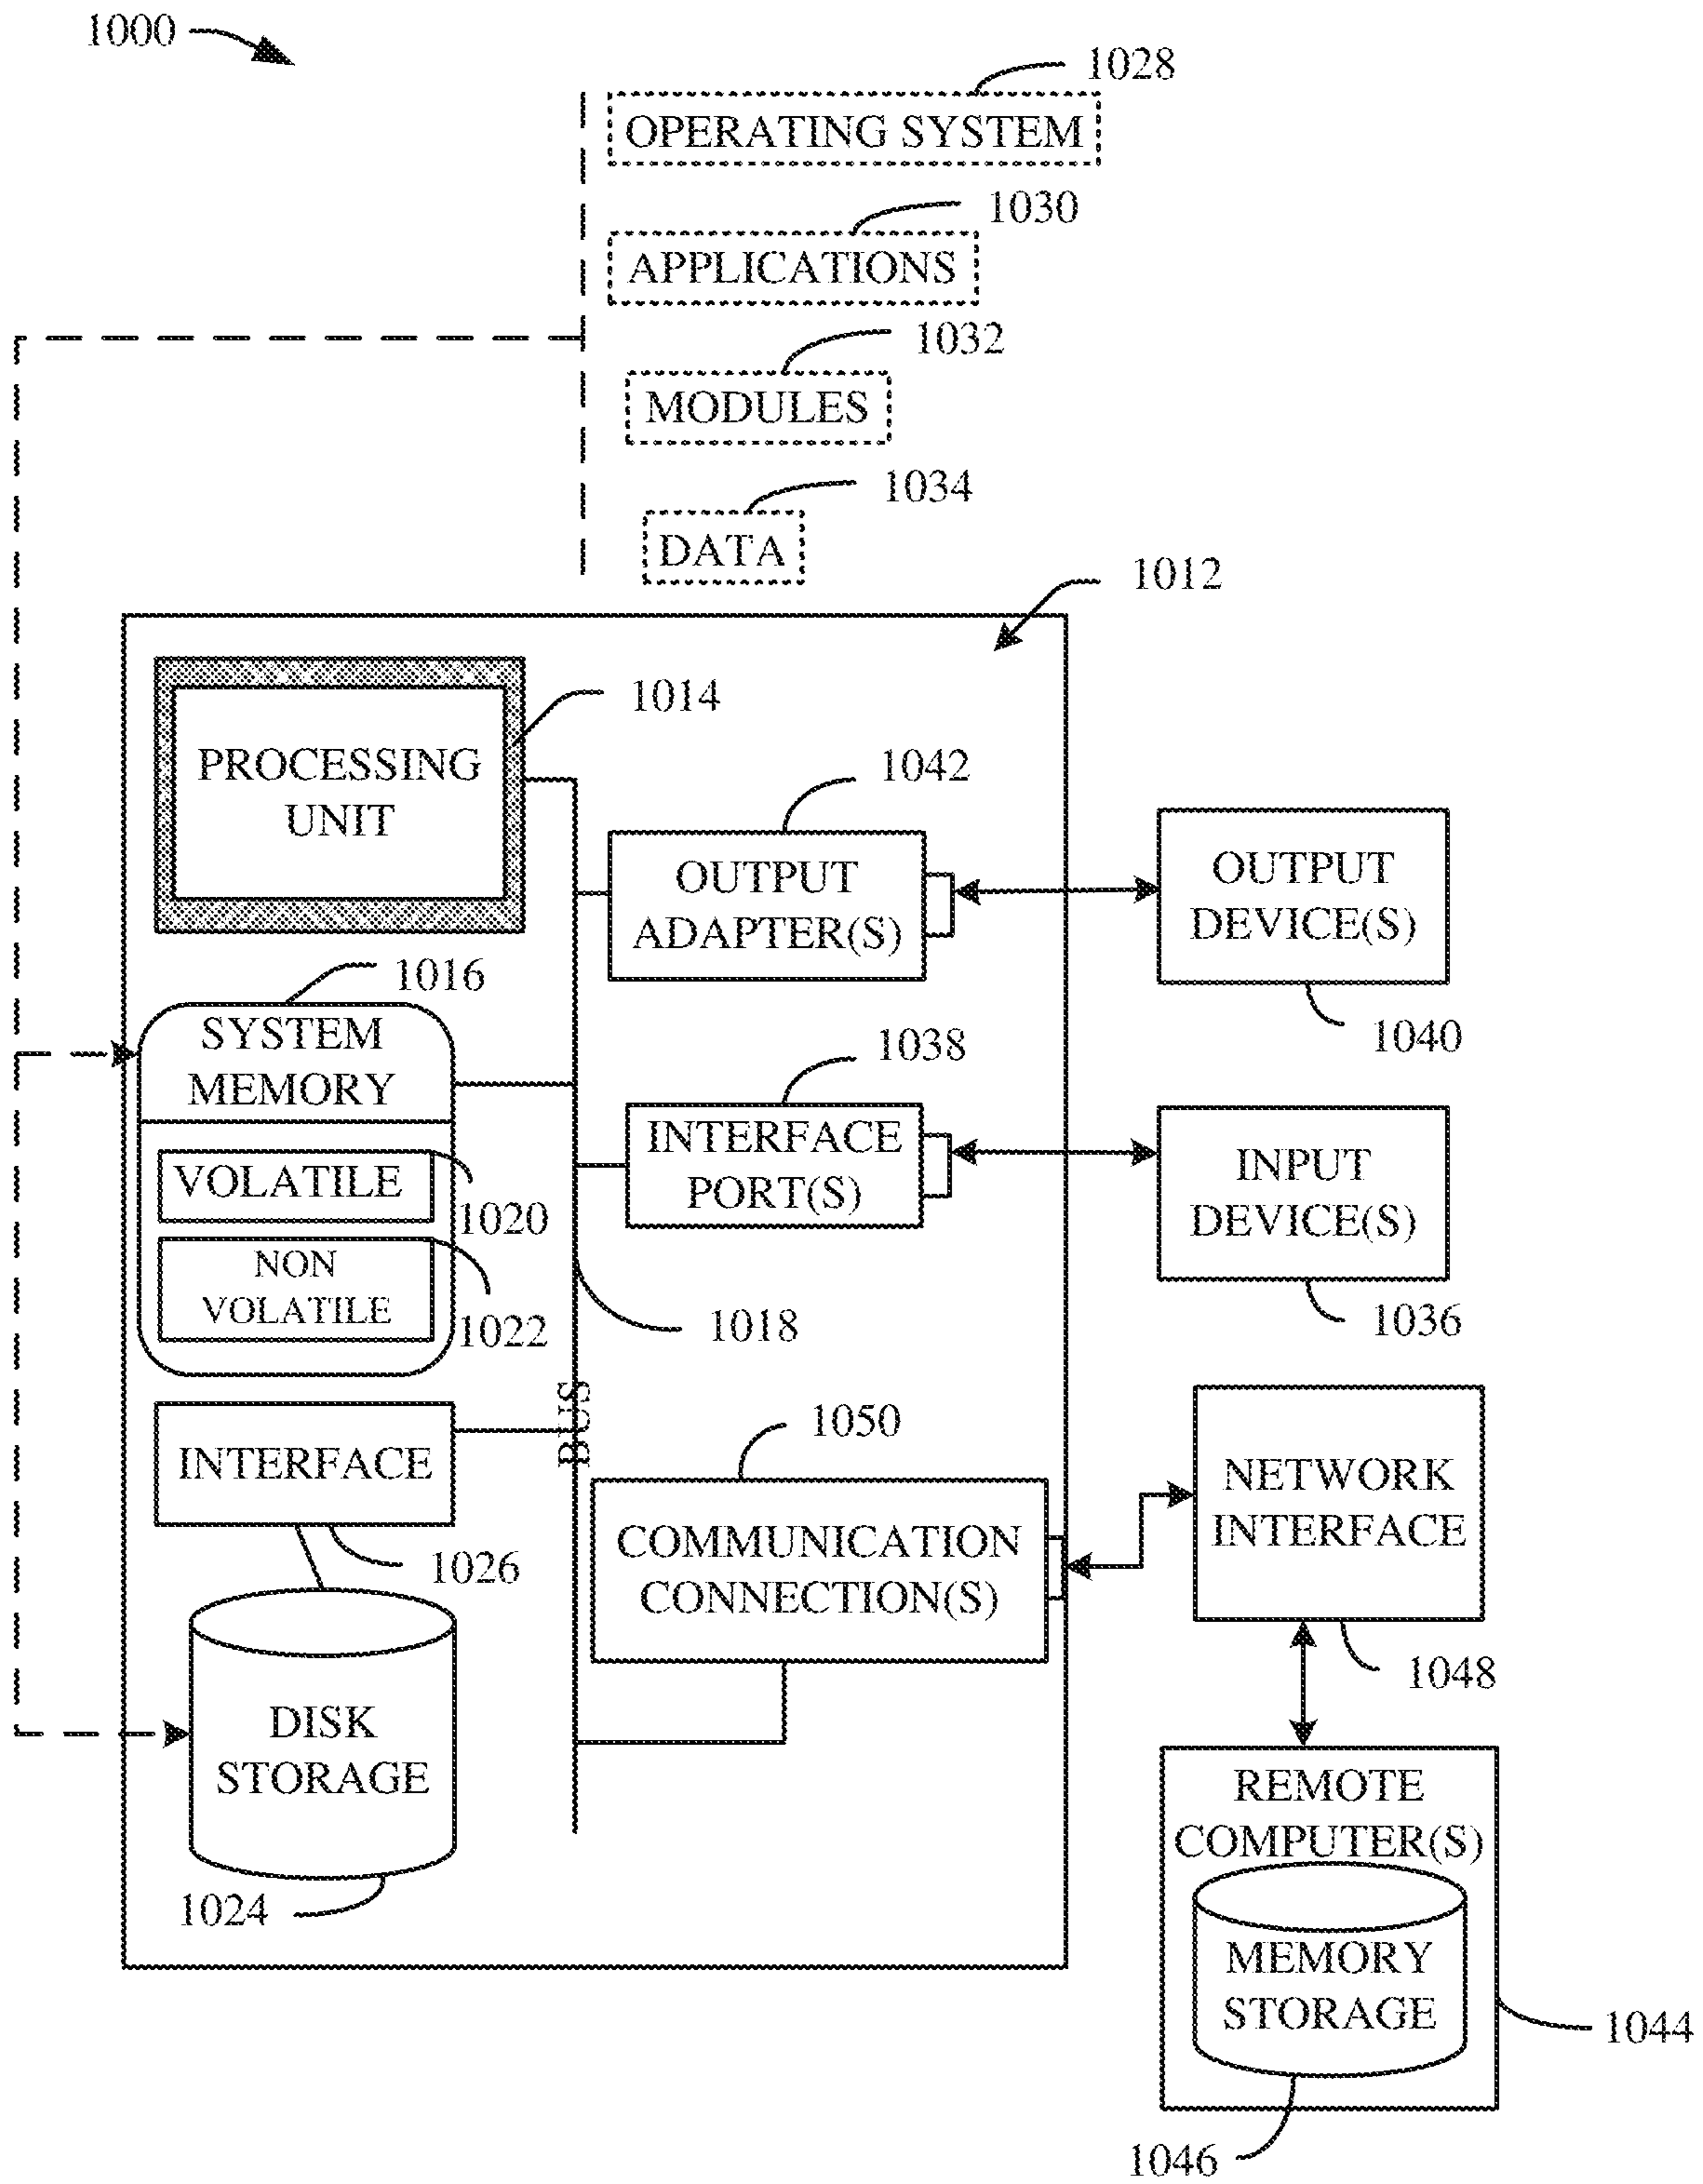 1000
1028
OPERATING SYSTEM
1030
APPLICATIONS
1032
MODULES
1034
DATA
1012
1014
PROCESSING
UNIT
1042
OUTPUT
ADAPTER(S)
OUTPUT
DEVICE(S)
1040
1016
SYSTEM
MEMORY
1038
INTERFACE
PORT(S)
INPUT
DEVICE(S)
1036
VOLATILE
1020
NON
VOLATILE
1022
1018
BUS
INTERFACE
1026
1050
COMMUNICATION
CONNECTION(S)
NETWORK
INTERFACE
1048
DISK
STORAGE
1024
REMOTE
COMPUTER(S)
MEMORY
STORAGE
1044
1046